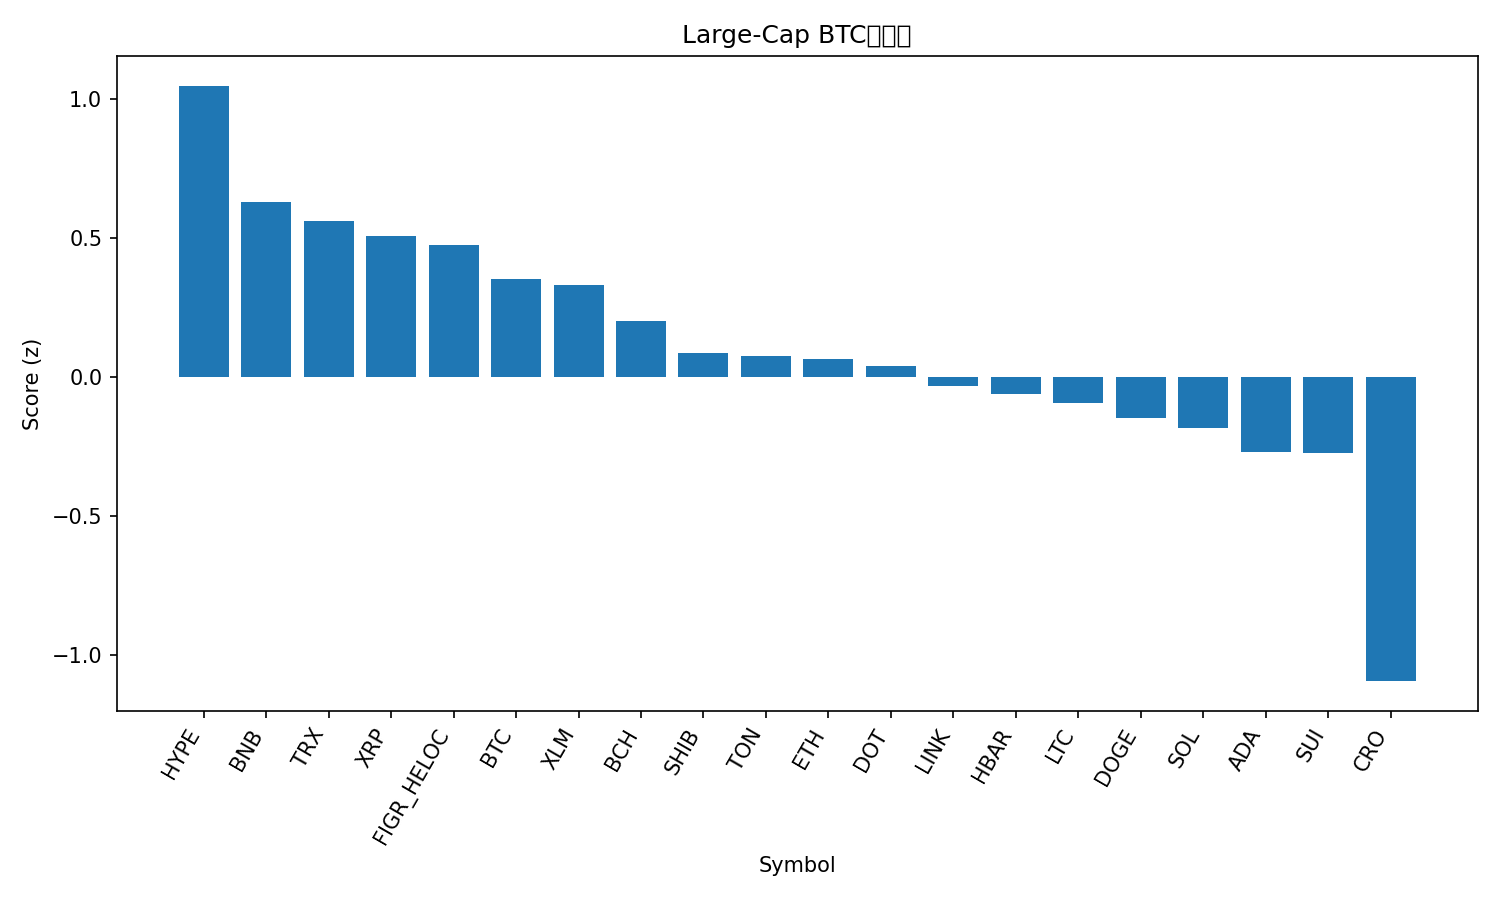 Large-Cap BTC
Score (z)
1.0
0.5
0.0
−0.5
−1.0
HYPE
BNB
TRX
XRP
FIGR_HELOC
BTC
XLM
BCH
SHIB
TON
ETH
DOT
LINK
HBAR
LTC
DOGE
SOL
ADA
SUI
CRO
Symbol